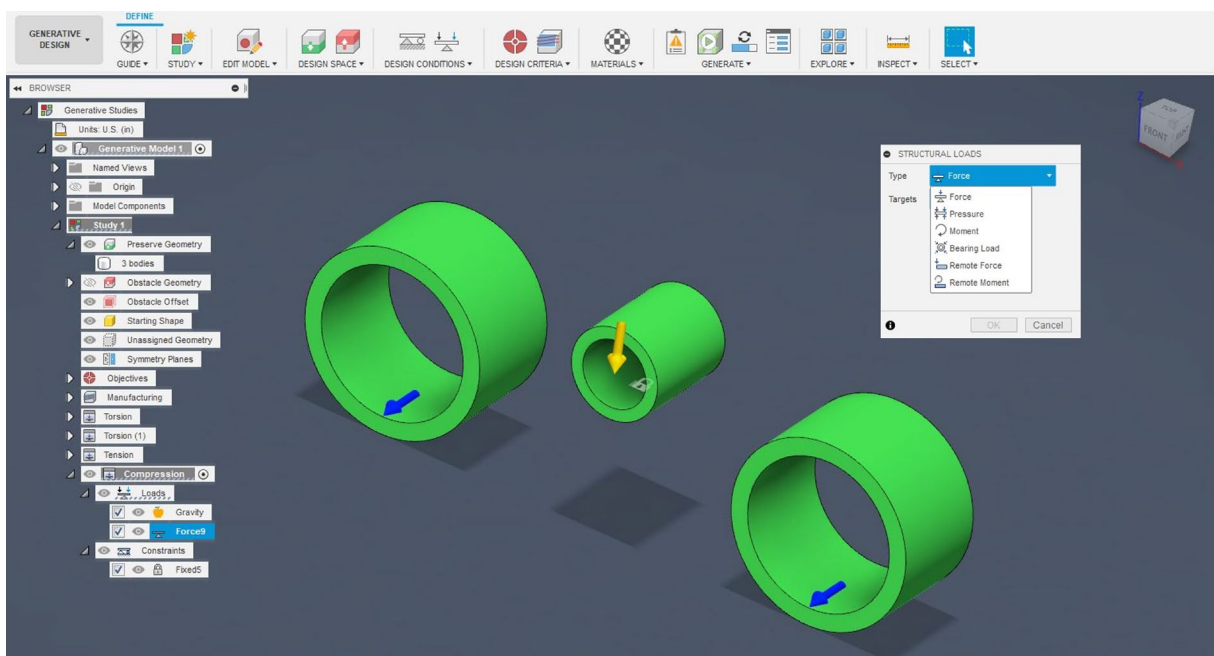 DEFINE
GENERATIVE DESIGN
GUIDE
STUDY
EDIT MODEL
DESIGN SPACE
DESIGN CONDITIONS
DESIGN CRITERIA
MATERIALS
GENERATE
EXPLORE
INSPECT
SELECT
BROWSER
Generative Studies
Units: U.S. (in)
Generative Model 1
Named Views
Origin
Model Components
Study 1
Preserve Geometry
3 bodies
Obstacle Geometry
Obstacle Offset
Starting Shape
Unassigned Geometry
Symmetry Planes
Objectives
Manufacturing
Torsion
Torsion (1)
Tension
Compression
Loads
Gravity
Force9
Constraints
Fixed5
STRUCTURAL LOADS
Type Force
Targets Force
Pressure
Moment
Bearing Load
Remote Force
Remote Moment
OK Cancel
Z
FRONT